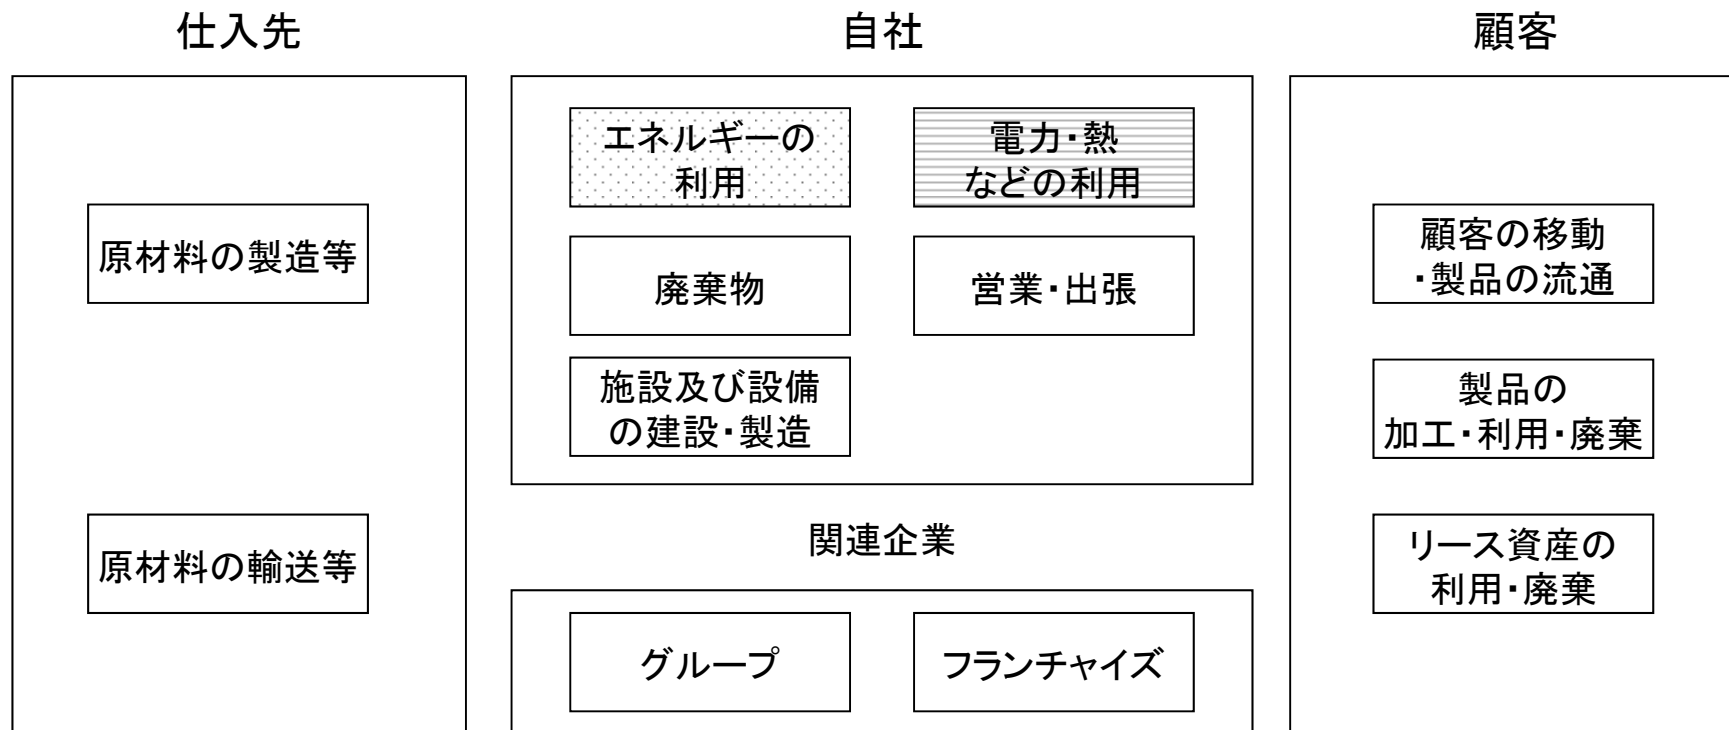 仕入先
自社
顧客
原材料の製造等
原材料の輸送等
エネルギーの
利用
電力・熱
などの利用
廃棄物
営業・出張
施設及び設備
の建設・製造
関連企業
グループ
フランチャイズ
顧客の移動
・製品の流通
製品の
加工・利用・廃棄
リース資産の
利用・廃棄